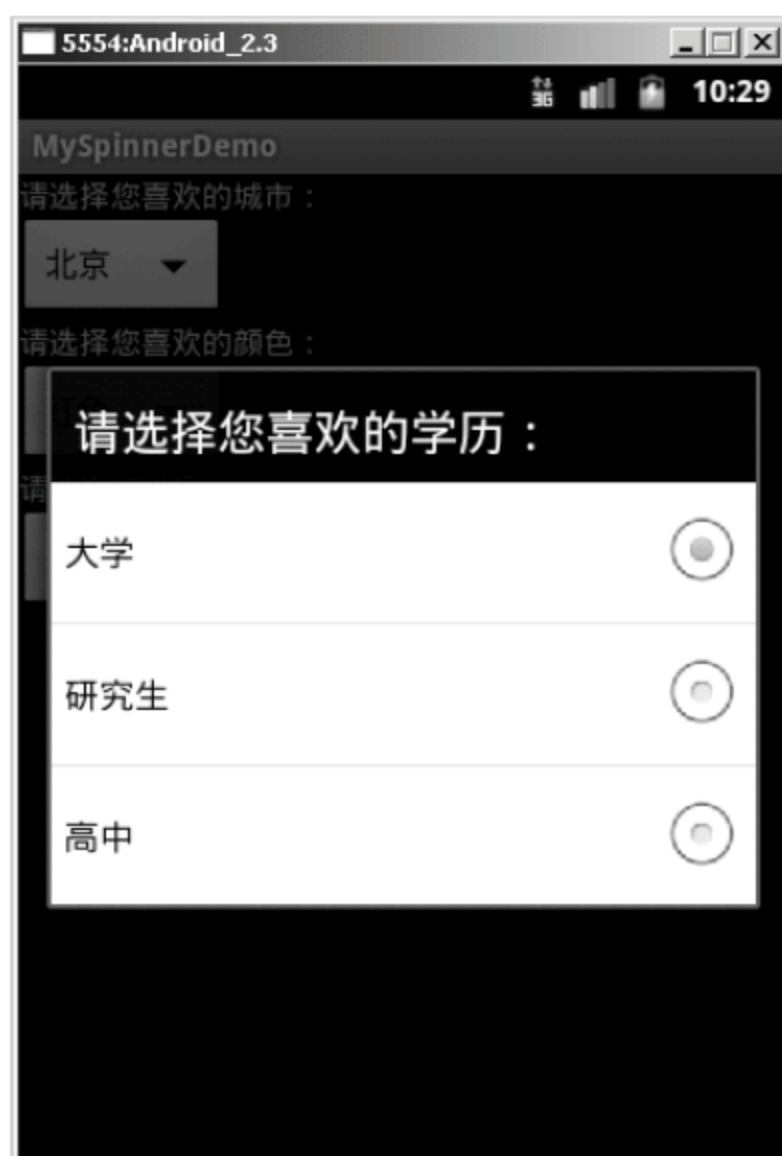 5554:Android_2.3
3G 10:29
MySpinnerDemo
请选择您喜欢的城市：
北京
请选择您喜欢的颜色：
请选择您喜欢的学历：
请
大学
研究生
高中